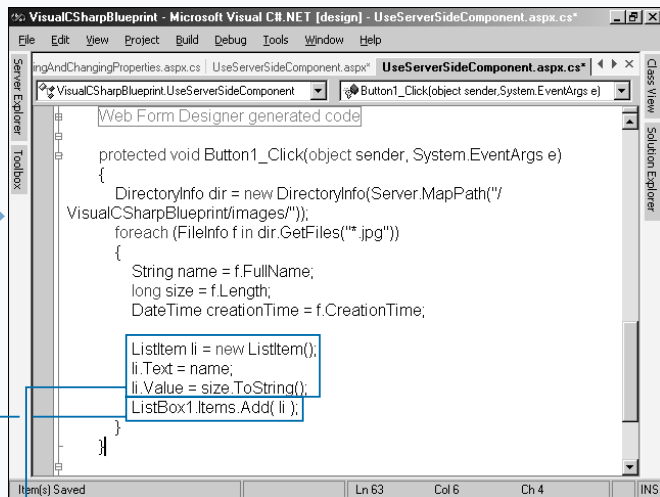 VisualCSharpBlueprint - Microsoft Visual C#.NET [design] - UseServerSideComponent.aspx.cs*
File Edit View Project Build Debug Tools Window Help
ingAndChangingProperties.aspx.cs UseServerSideComponent.aspx* UseServerSideComponent.aspx.cs*
VisualCSharpBlueprint.UseServerSideComponent Button1_Click(object sender,System.EventArgs e)
Server Explorer
Toolbox
Class View
Solution Explorer
Web Form Designer generated code
protected void Button1_Click(object sender, System.EventArgs e)
{
DirectoryInfo dir = new DirectoryInfo(Server.MapPath("/
VisualCSharpBlueprint/images/"));
foreach (FileInfo f in dir.GetFiles("*.jpg"))
{
String name = f.FullName;
long size = f.Length;
DateTime creationTime = f.CreationTime;
ListItem li = new ListItem();
li.Text = name;
li.Value = size.ToString();
ListBox1.Items.Add( li );
}
}
Item(s) Saved Ln 63 Col 6 Ch 4 INS